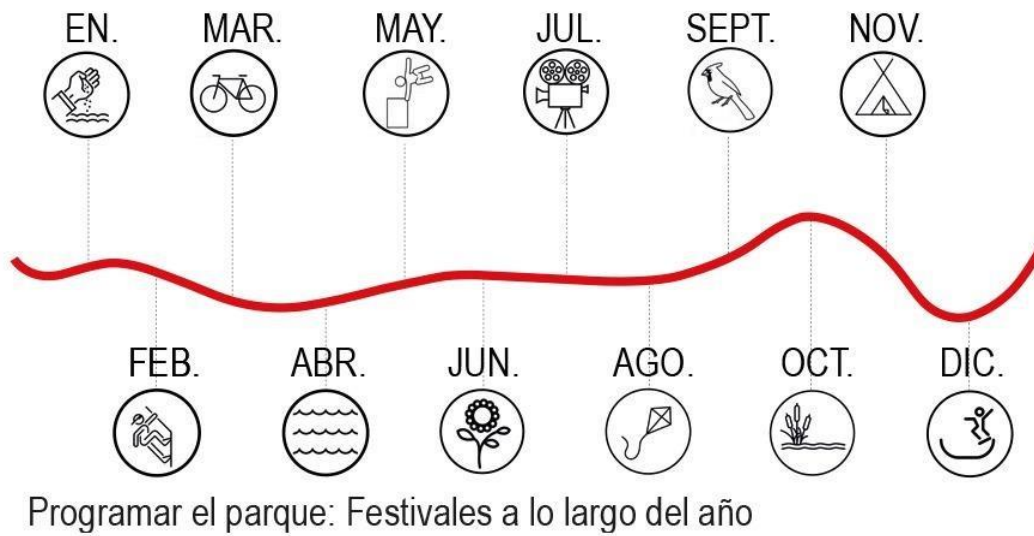 EN. MAR. MAY. JUL. SEPT. NOV.
FEB. ABR. JUN. AGO. OCT. DIC.
Programar el parque: Festivales a lo largo del año